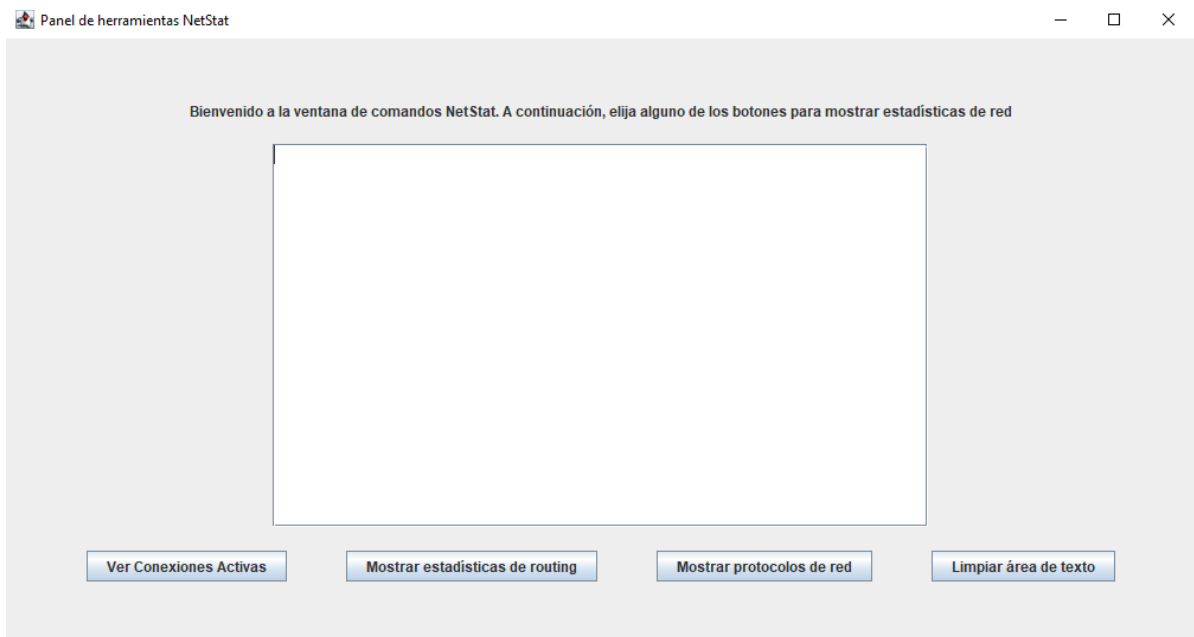 Panel de herramientas NetStat
Bienvenido a la ventana de comandos NetStat. A continuación, elija alguno de los botones para mostrar estadísticas de red
Ver Conexiones Activas
Mostrar estadísticas de routing
Mostrar protocolos de red
Limpiar área de texto